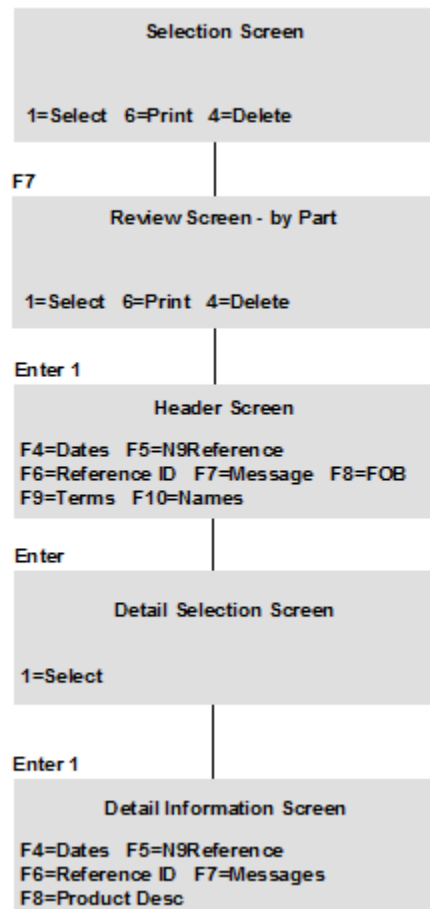 Selection Screen
1=Select 6=Print 4=Delete
F7
Review Screen - by Part
1=Select 6=Print 4=Delete
Enter 1
Header Screen
F4=Dates F5=N9Reference
F6=Reference ID F7=Message F8=FOB
F9=Terms F10=Names
Enter
Detail Selection Screen
1=Select
Enter 1
Detail Information Screen
F4=Dates F5=N9Reference
F6=Reference ID F7=Messages
F8=Product Desc